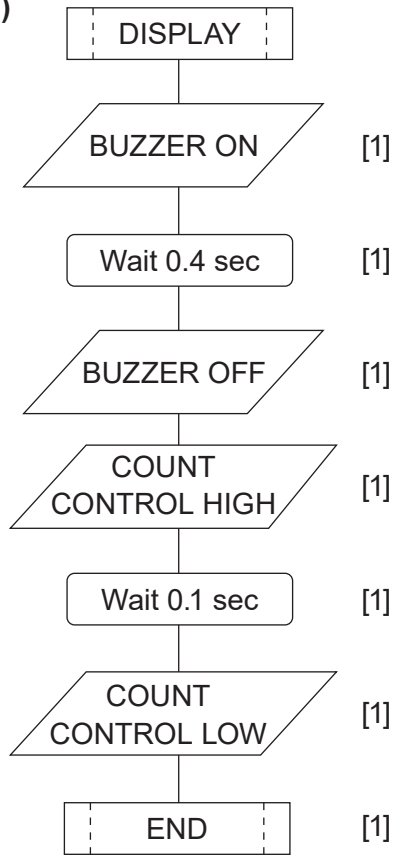 )
DISPLAY
BUZZER ON [1]
Wait 0.4 sec [1]
BUZZER OFF [1]
COUNT
CONTROL HIGH [1]
Wait 0.1 sec [1]
COUNT
CONTROL LOW [1]
END [1]